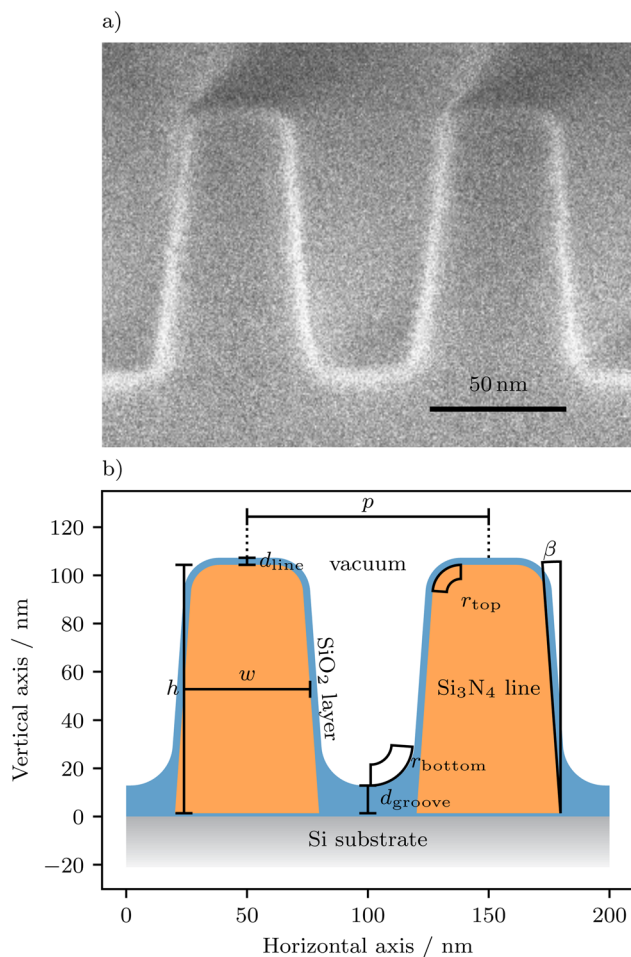 a)
50 nm
b)
p
β
d_line
vacuum
r_top
SiO₂ layer
h
w
Si₃N₄ line
r_bottom
d_groove
Si substrate
120
100
80
60
40
20
0
−20
Vertical axis / nm
0 50 100 150 200
Horizontal axis / nm